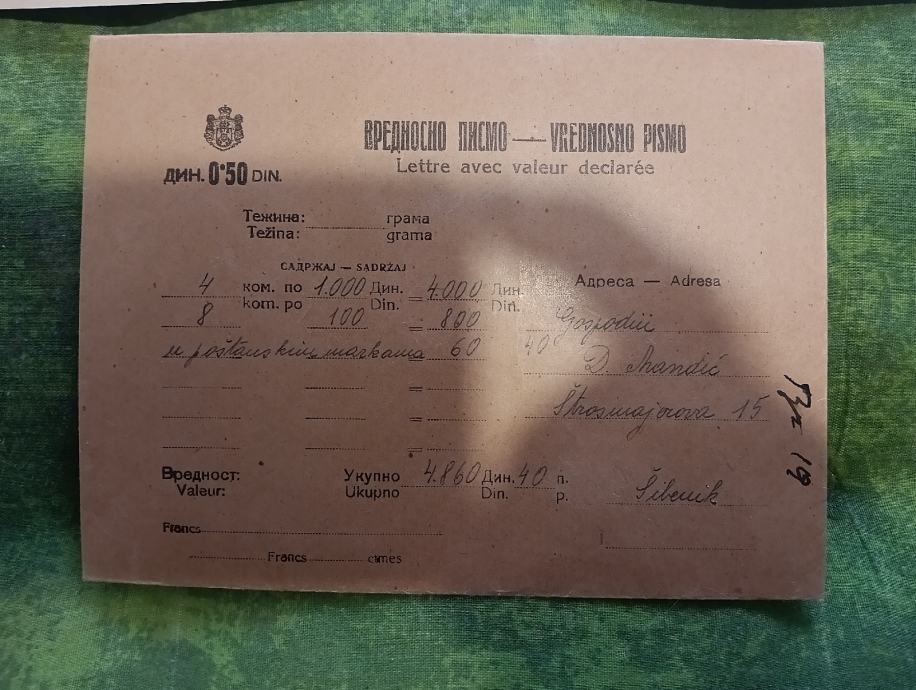 ВРЕДНОСНО ПИСМО — VREDNOSNO PISMO
Lettre avec valeur declarée
ДИН. 0·50 DIN.
Тежина: грама
Težina: grama
САДРЖАЈ — SADRŽAJ
Адреса — Adresa
4 ком. по 1.000 Дин. = 4.000 Дин.
kom. po Din. Din.
8 100 = 800
Gospodin
u poštanskim markama = 60 40
D. Mandić
=
Štrosmajerova 15
=
=
Вредност: Укупно 4.860 Дин. 40 п.
Valeur: Ukupno Din. p.
Šibenik
Francs
Francs cmes
19